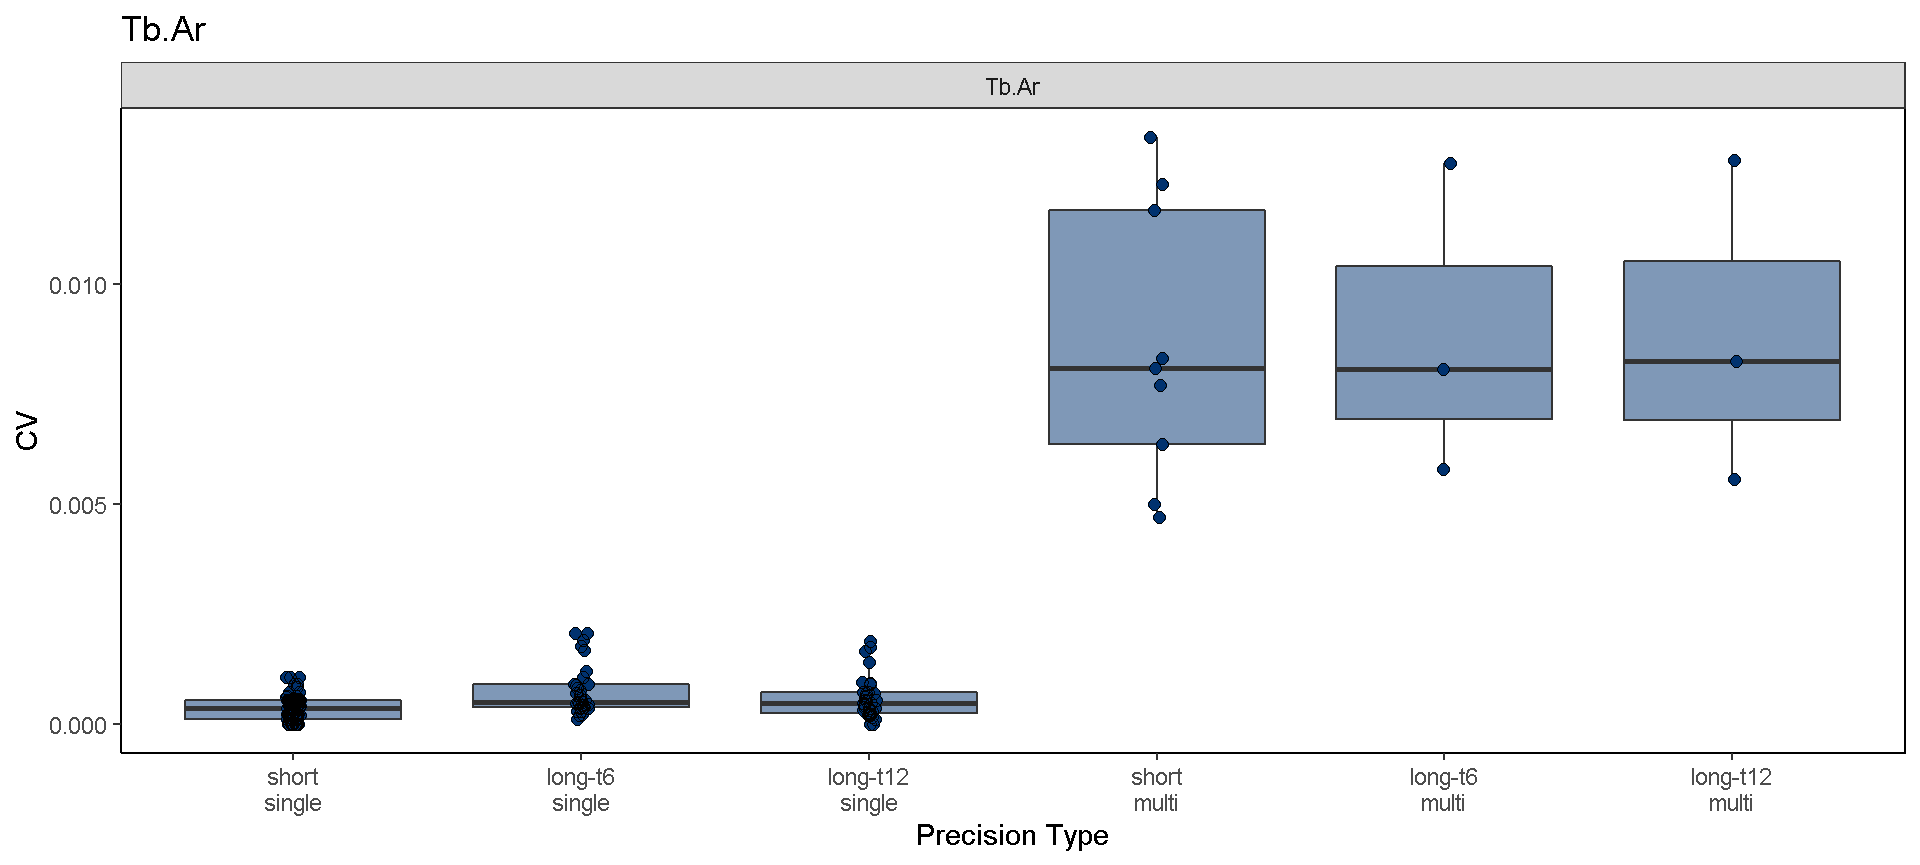 Tb.Ar
Tb.Ar
CV
0.010
0.005
0.000
short
single
long-t6
single
long-t12
single
short
multi
long-t6
multi
long-t12
multi
Precision Type